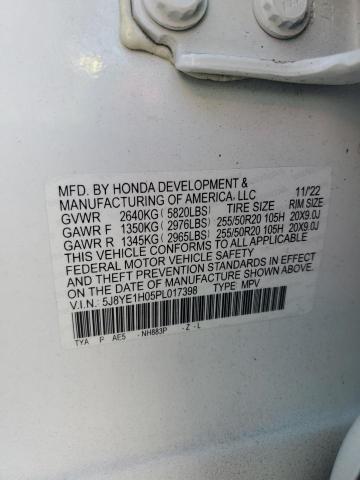 MFD. BY HONDA DEVELOPMENT &
MANUFACTURING OF AMERICA, LLC 11/'22
GVWR 2640KG ( 5820LBS) TIRE SIZE RIM SIZE
GAWR F 1350KG ( 2976LBS) 255/50R20 105H 20X9.0J
GAWR R 1345KG ( 2965LBS) 255/50R20 105H 20X9.0J
THIS VEHICLE CONFORMS TO ALL APPLICABLE
FEDERAL MOTOR VEHICLE SAFETY
AND THEFT PREVENTION STANDARDS IN EFFECT
ON THE DATE OF MANUFACTURE SHOWN ABOVE.
V.I.N.: 5J8YE1H05PL017398 TYPE: MPV
TYA P AE5 - NH883P - Z - L